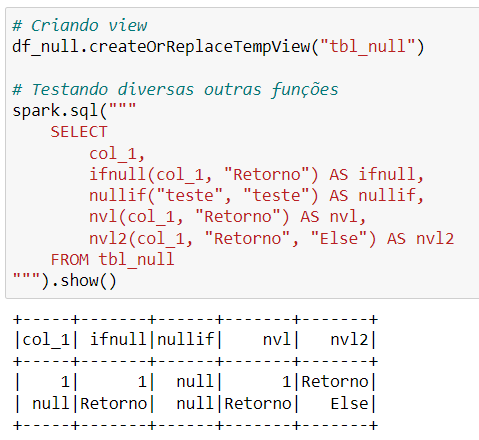 # Criando view
df_null.createOrReplaceTempView("tbl_null")

# Testando diversas outras funções
spark.sql("""
    SELECT
        col_1,
        ifnull(col_1, "Retorno") AS ifnull,
        nullif("teste", "teste") AS nullif,
        nvl(col_1, "Retorno") AS nvl,
        nvl2(col_1, "Retorno", "Else") AS nvl2
    FROM tbl_null
""").show()

+-----+-------+------+-------+-------+
|col_1| ifnull|nullif|    nvl|   nvl2|
+-----+-------+------+-------+-------+
|    1|      1|  null|      1|Retorno|
| null|Retorno|  null|Retorno|   Else|
+-----+-------+------+-------+-------+